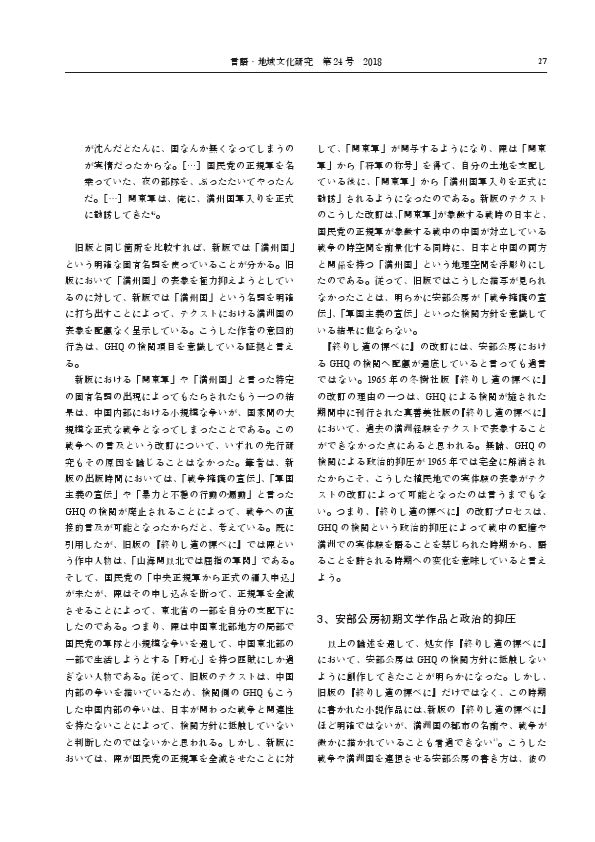 言語・地域文化研究　第 24 号　2018
27
が沈んだとたんに、国なんか無くなってしまうの
が実情だったからな。[…] 国民党の正規軍を名
乗っていた、夜の部隊を、ぶったたいてやったん
だ。[…] 関東軍は、俺に、満州国軍入りを正式
に勧誘してきた
旧版と同じ箇所を比較すれば、新版では「満州国」
という明確な固有名詞を使っていることが分かる。旧
版において「満州国」の表象を極力抑えようとしてい
るのに対して、新版では「満州国」という名詞を明確
に打ち出すことによって、テクストにおける満洲国の
表象を配慮なく呈示している。こうした作者の意図的
行為は、GHQ の検閲項目を意識している証拠と言え
る。
新版における「関東軍」や「満州国」と言った特定
の固有名詞の出現によってもたらされたもう一つの結
果は、中国内部における小規模な争いが、国家間の大
規模な正式な戦争となってしまったことである。この
戦争への言及という改訂について、いずれの先行研
究もその原因を論じることはなかった。筆者は、新
版の出版時間においては、「戦争擁護の宣伝」、「軍国
主義の宣伝」や「暴力と不穏の行動の煽動」と言った
GHQ の検閲が廃止されることによって、戦争への直
接的言及が可能となったからだと、考えている。既に
引用したが、旧版の『終りし道の標べに』では陳とい
う作中人物は、「山海関以北では屈指の軍閥」である。
そして、国民党の「中央正規軍から正式の編入申込」
が来たが、陳はその申し込みを断って、正規軍を全滅
させることによって、東北省の一部を自分の支配下に
したのである。つまり、陳は中国東北部地方の局部で
国民党の軍隊と小規模な争いを通して、中国東北部の
一部で生活しようとする「野心」を持つ匪賊にしか過
ぎない人物である。従って、旧版のテクストは、中国
内部の争いを描いているため、検閲側の GHQ もこう
した中国内部の争いは、日本が関わった戦争と関連性
を持たないことによって、検閲方針に抵触していない
と判断したのではないかと思われる。しかし、新版に
おいては、陳が国民党の正規軍を全滅させたことに対
して、「関東軍」が関与するようになり、陳は「関東
軍」から「将軍の称号」を得て、自分の土地を支配し
ている後に、「関東軍」から「満州国軍入りを正式に
勧誘」されるようになったのである。新版のテクスト
のこうした改訂は、「関東軍」が参戦する戦時の日本と、
国民党の正規軍が参戦する戦中の中国が対立している
戦争の時空間を前景化する同時に、日本と中国の両方
と関係を持つ「満州国」という地理空間を浮彫りにし
たのである。従って、旧版ではこうした描写が見られ
なかったことは、明らかに安部公房が「戦争擁護の宣
伝」、「軍国主義の宣伝」といった検閲方針を意識して
いる結果に他ならない。
『終りし道の標べに』の改訂には、安部公房におけ
る GHQ の検閲へ配慮が通底していると言っても過言
ではない。1965 年の冬樹社版『終りし道の標べに』
の改訂の理由の一つは、GHQ による検閲が施された
期間中に刊行された真善美社版の『終りし道の標べに』
において、過去の満洲経験をテクストで表象すること
ができなかった点にあると思われる。無論、GHQ の
検閲による政治的抑圧が 1965 年では完全に解消され
たからこそ、こうした植民地での実体験の表象がテク
ストの改訂によって可能となったのは言うまでもな
い。つまり、『終りし道の標べに』の改訂プロセスは、
GHQ の検閲という政治的抑圧によって戦中の記憶や
満洲での実体験を語ることを禁じられた時期から、語
ることを許される時期への変化を意味していると言え
よう。
3、安部公房初期文学作品と政治的抑圧
以上の論述を通して、処女作『終りし道の標べに』
において、安部公房は GHQ の検閲方針に抵触しない
ように創作してきたことが明らかになった。しかし、
旧版の『終りし道の標べに』だけではなく、この時期
に書かれた小説作品には、新版の『終りし道の標べに』
ほど明確ではないが、満洲国の都市の名前や、戦争が
微かに描かれていることも看過できない。こうした
戦争や満洲国を連想させる安部公房の書き方は、彼の